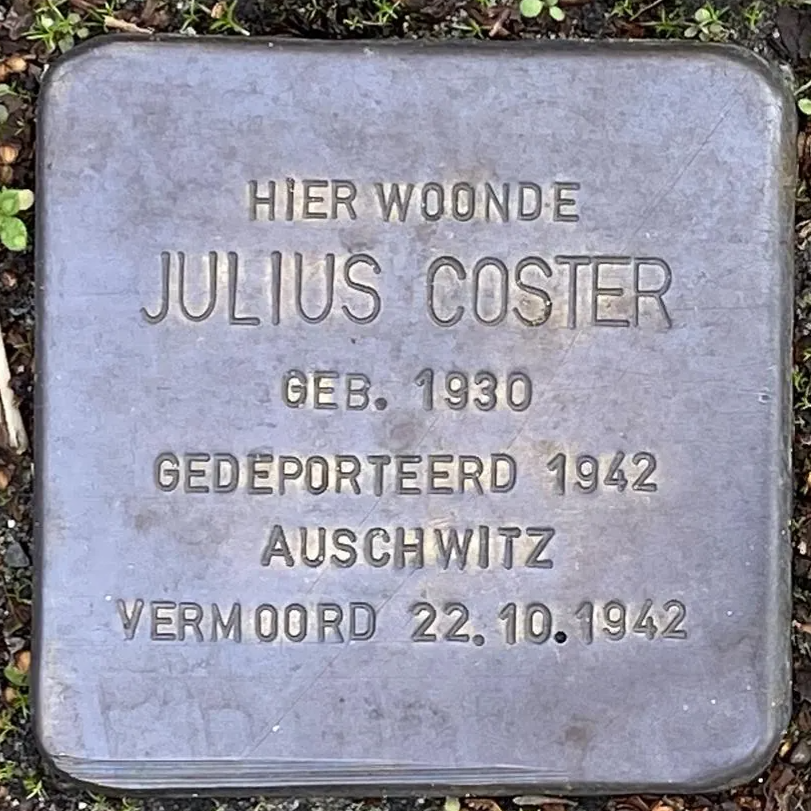 HIER WOONDE
JULIUS COSTER
GEB. 1930
GEDEPORTEERD 1942
AUSCHWITZ
VERMOORD 22.10.1942